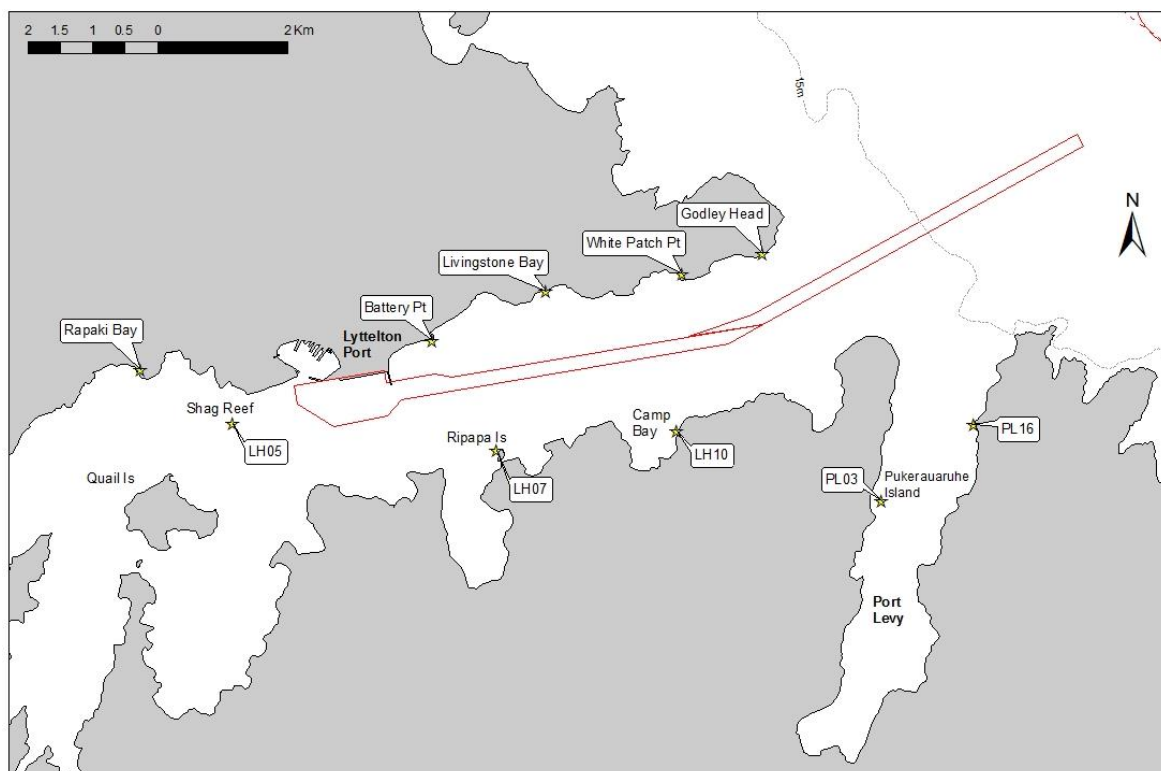 2 1.5 1 0.5 0 2 Km
15m
N
Godley Head
White Patch Pt
Livingstone Bay
Battery Pt
Lyttelton
Port
Rapaki Bay
Shag Reef
LH05
Ripapa Is
LH07
Camp
Bay
LH10
PL16
PL03
Pukerauaruhe
Island
Quail Is
Port
Levy